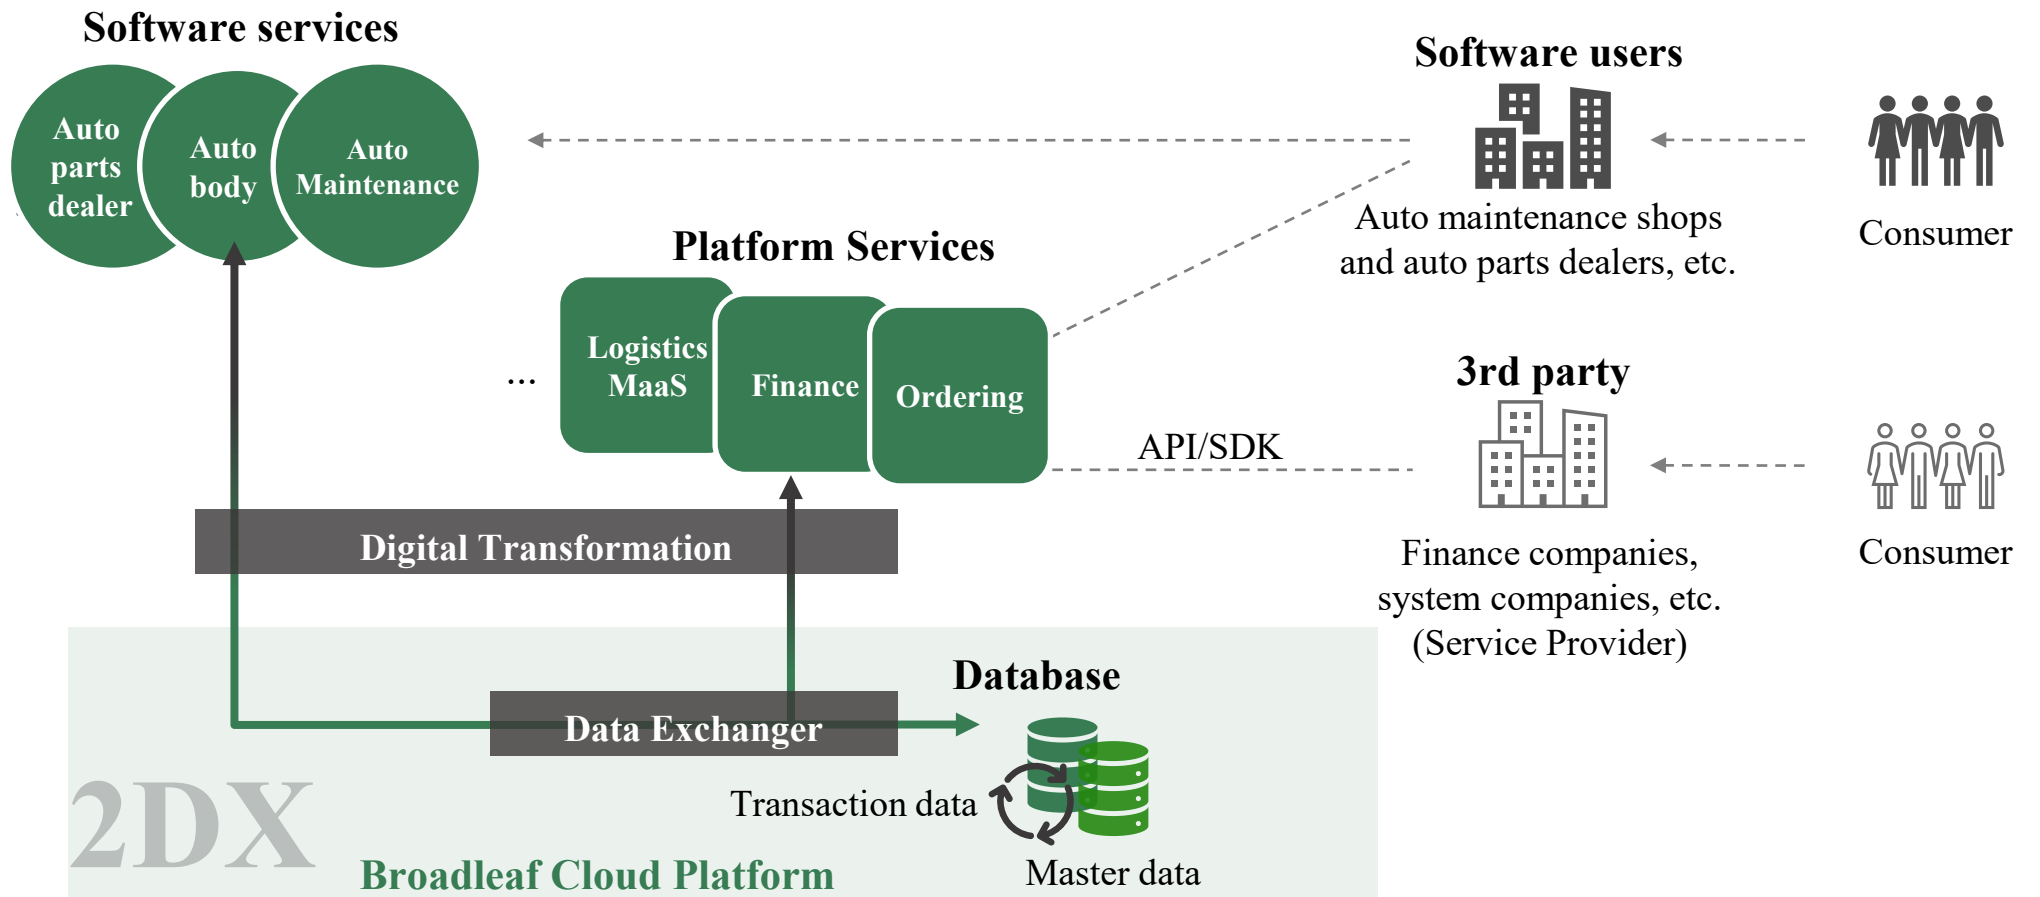 Software services
Auto
parts
dealer
Auto
body
Auto
Maintenance
Software users
Auto maintenance shops
and auto parts dealers, etc.
Consumer
Platform Services
...
Logistics
MaaS
Finance
Ordering
API/SDK
3rd party
Finance companies,
system companies, etc.
(Service Provider)
Consumer
Digital Transformation
Data Exchanger
Database
Transaction data
Master data
2DX
Broadleaf Cloud Platform